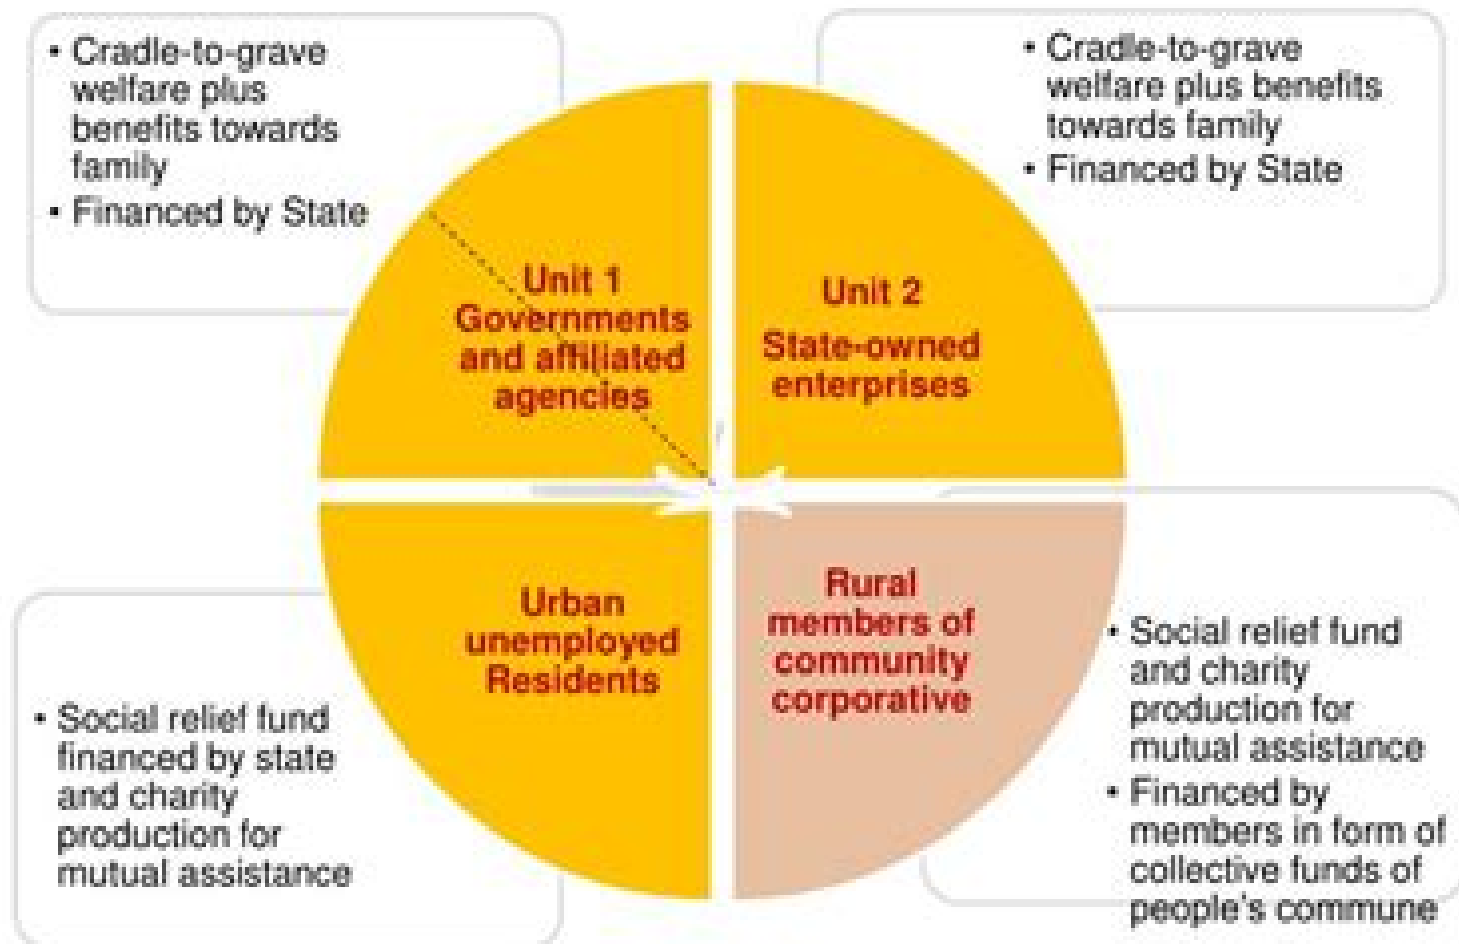 • Cradle-to-grave
welfare plus
benefits towards
family
• Financed by State
• Cradle-to-grave
welfare plus benefits
towards family
• Financed by State
Unit 1
Governments
and affiliated
agencies
Unit 2
State-owned
enterprises
Urban
unemployed
Residents
Rural
members of
community
corporative
• Social relief fund
financed by state
and charity
production for
mutual assistance
• Social relief fund
and charity
production for
mutual assistance
• Financed by
members in form of
collective funds of
people's commune